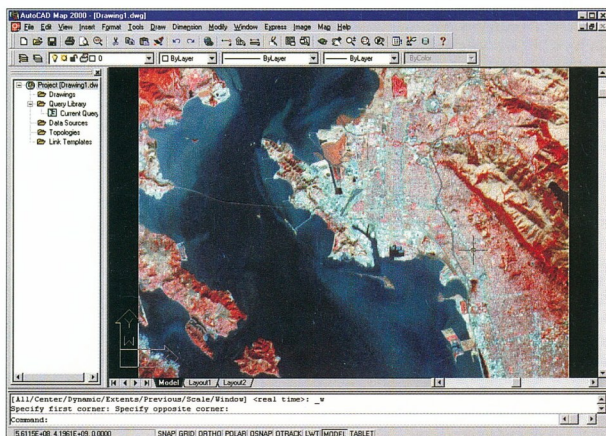 AutoCAD Map 2000 - [Drawing1.dwg]
File Edit View Insert Format Tools Draw Dimension Modify Window Express Image Map Help
0 ByLayer ByLayer ByLayer ByColor
Project [Drawing1.dw
Drawings
Query Library
Current Query
Data Sources
Topologies
Link Templates
Y
W
Model Layout1 Layout2
[All/Center/Dynamic/Extents/Previous/Scale/Window] <real time>: _w
Specify first corner: Specify opposite corner:
Command:
5.6115E+08, 4.1961E+09, 0.0000 SNAP GRID ORTHO POLAR OSNAP OTRACK LWT MODEL TABLET